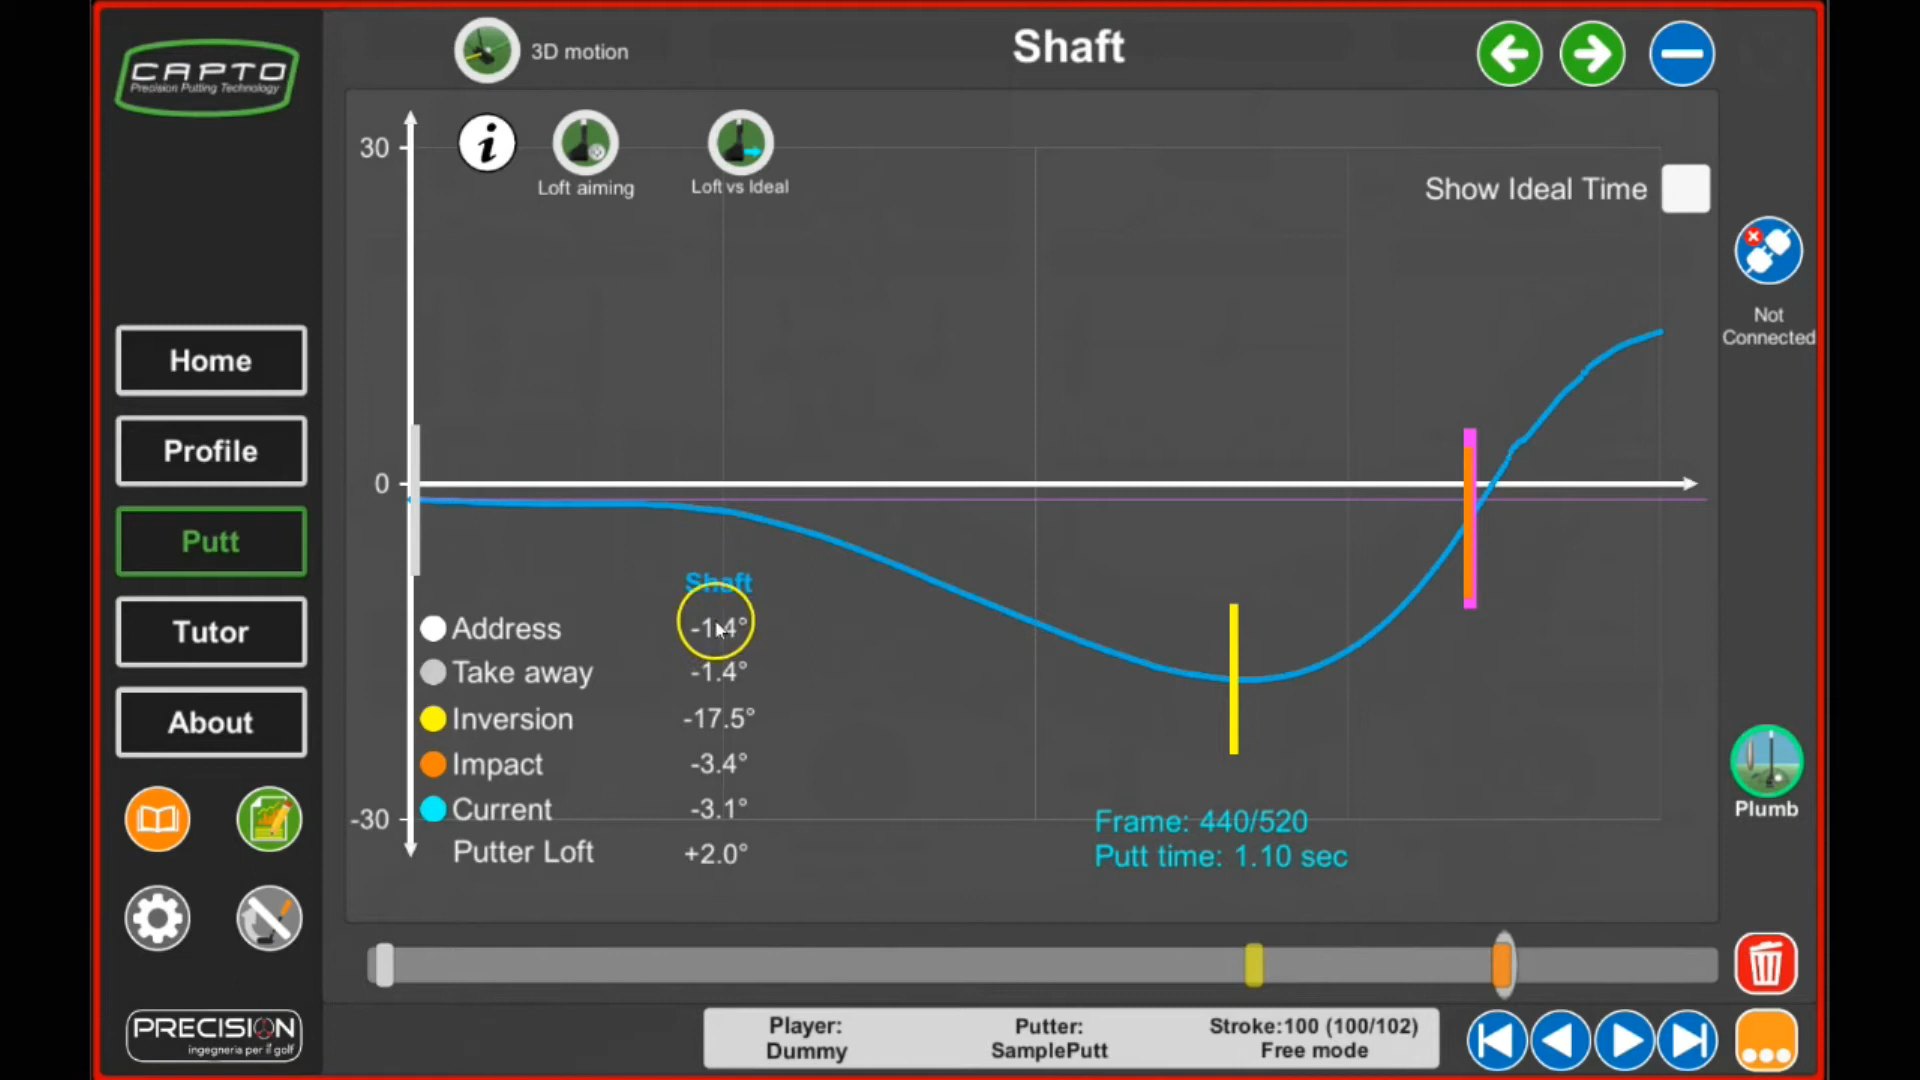 CAPTO
Precision Putting Technology
3D motion
Shaft
30
i
Loft aiming
Loft vs Ideal
Show Ideal Time
Not
Connected
Home
Profile
Putt
Tutor
About
0
Shaft
Address -1.4°
Take away -1.4°
Inversion -17.5°
Impact -3.4°
-30
Current -3.1°
Putter Loft +2.0°
Frame: 440/520
Putt time: 1.10 sec
Plumb
PRECISION
ingegneria per il golf
Player:
Dummy
Putter:
SamplePutt
Stroke:100 (100/102)
Free mode